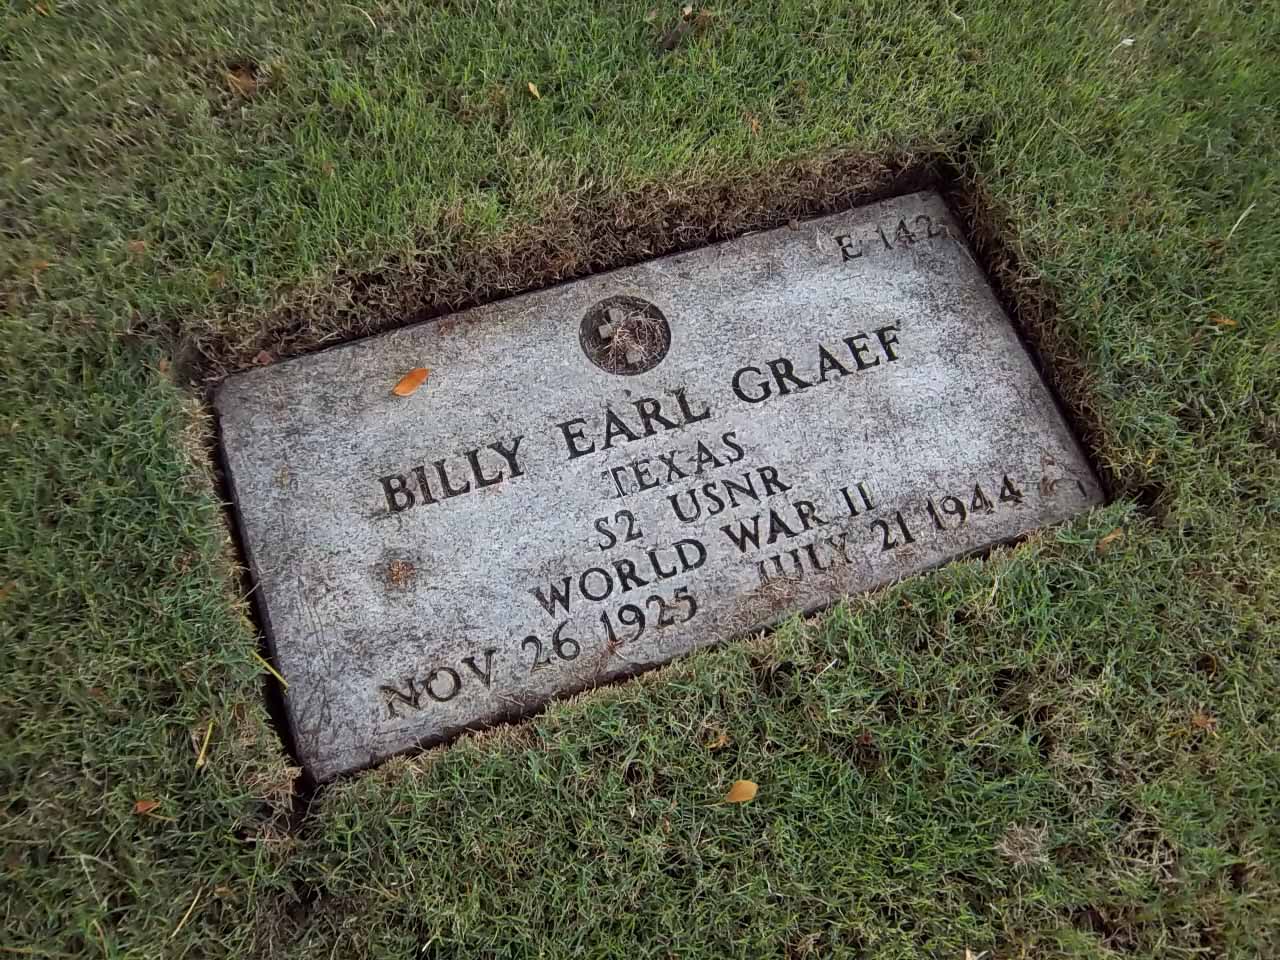 E 142
BILLY EARL GRAEF
TEXAS
S2 USNR
WORLD WAR II
NOV 26 1925 JULY 21 1944